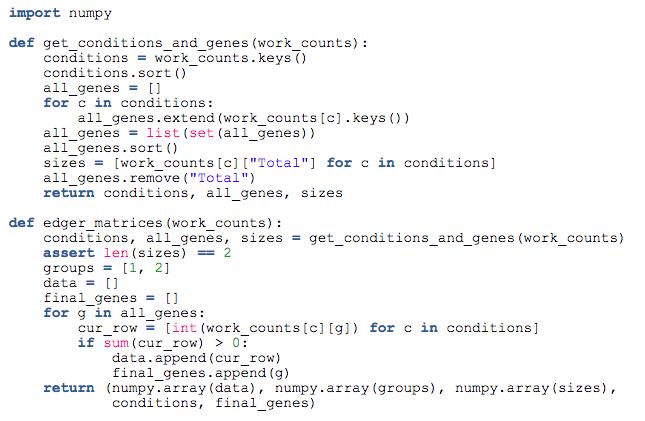 import numpy

def get_conditions_and_genes(work_counts):
    conditions = work_counts.keys()
    conditions.sort()
    all_genes = []
    for c in conditions:
        all_genes.extend(work_counts[c].keys())
    all_genes = list(set(all_genes))
    all_genes.sort()
    sizes = [work_counts[c]["Total"] for c in conditions]
    all_genes.remove("Total")
    return conditions, all_genes, sizes

def edger_matrices(work_counts):
    conditions, all_genes, sizes = get_conditions_and_genes(work_counts)
    assert len(sizes) == 2
    groups = [1, 2]
    data = []
    final_genes = []
    for g in all_genes:
        cur_row = [int(work_counts[c][g]) for c in conditions]
        if sum(cur_row) > 0:
            data.append(cur_row)
            final_genes.append(g)
    return (numpy.array(data), numpy.array(groups), numpy.array(sizes),
            conditions, final_genes)